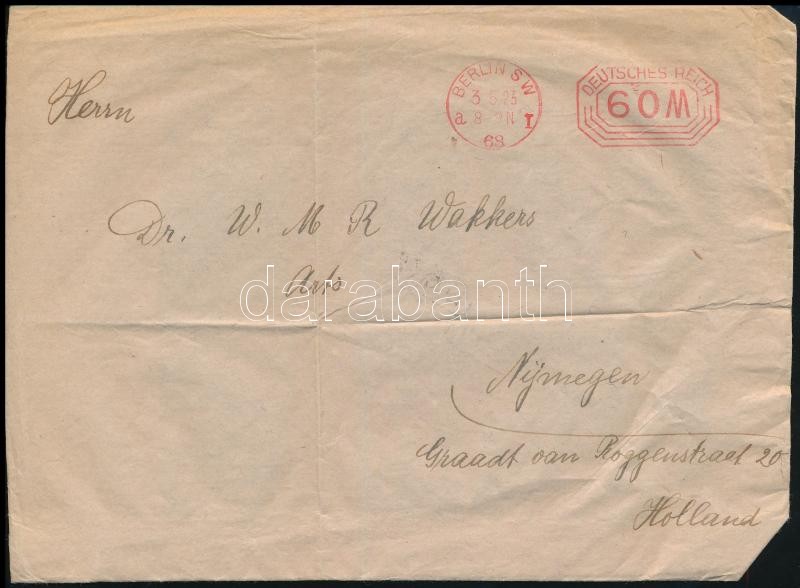 BERLIN SW
3.5.23
a 8-9N I
68
DEUTSCHES REICH
60 M
Herrn
Dr. W. M R Wakkers
Arts
darabanth
Nijmegen
Graadt van Roggenstraat 20
Holland